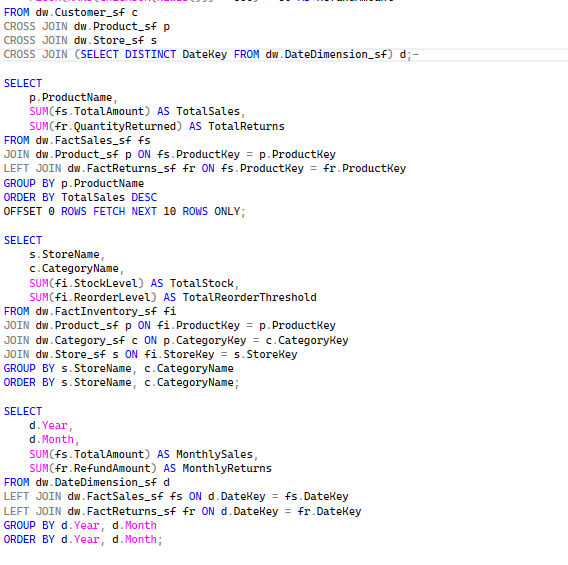 FROM dw.Customer_sf c
CROSS JOIN dw.Product_sf p
CROSS JOIN dw.Store_sf s
CROSS JOIN (SELECT DISTINCT DateKey FROM dw.DateDimension_sf) d;-
SELECT
p.ProductName,
SUM(fs.TotalAmount) AS TotalSales,
SUM(fr.QuantityReturned) AS TotalReturns
FROM dw.FactSales_sf fs
JOIN dw.Product_sf p ON fs.ProductKey = p.ProductKey
LEFT JOIN dw.FactReturns_sf fr ON fs.ProductKey = fr.ProductKey
GROUP BY p.ProductName
ORDER BY TotalSales DESC
OFFSET 0 ROWS FETCH NEXT 10 ROWS ONLY;
SELECT
s.StoreName,
c.CategoryName,
SUM(fi.StockLevel) AS TotalStock,
SUM(fi.ReorderLevel) AS TotalReorderThreshold
FROM dw.FactInventory_sf fi
JOIN dw.Product_sf p ON fi.ProductKey = p.ProductKey
JOIN dw.Category_sf c ON p.CategoryKey = c.CategoryKey
JOIN dw.Store_sf s ON fi.StoreKey = s.StoreKey
GROUP BY s.StoreName, c.CategoryName
ORDER BY s.StoreName, c.CategoryName;
SELECT
d.Year,
d.Month,
SUM(fs.TotalAmount) AS MonthlySales,
SUM(fr.RefundAmount) AS MonthlyReturns
FROM dw.DateDimension_sf d
LEFT JOIN dw.FactSales_sf fs ON d.DateKey = fs.DateKey
LEFT JOIN dw.FactReturns_sf fr ON d.DateKey = fr.DateKey
GROUP BY d.Year, d.Month
ORDER BY d.Year, d.Month;